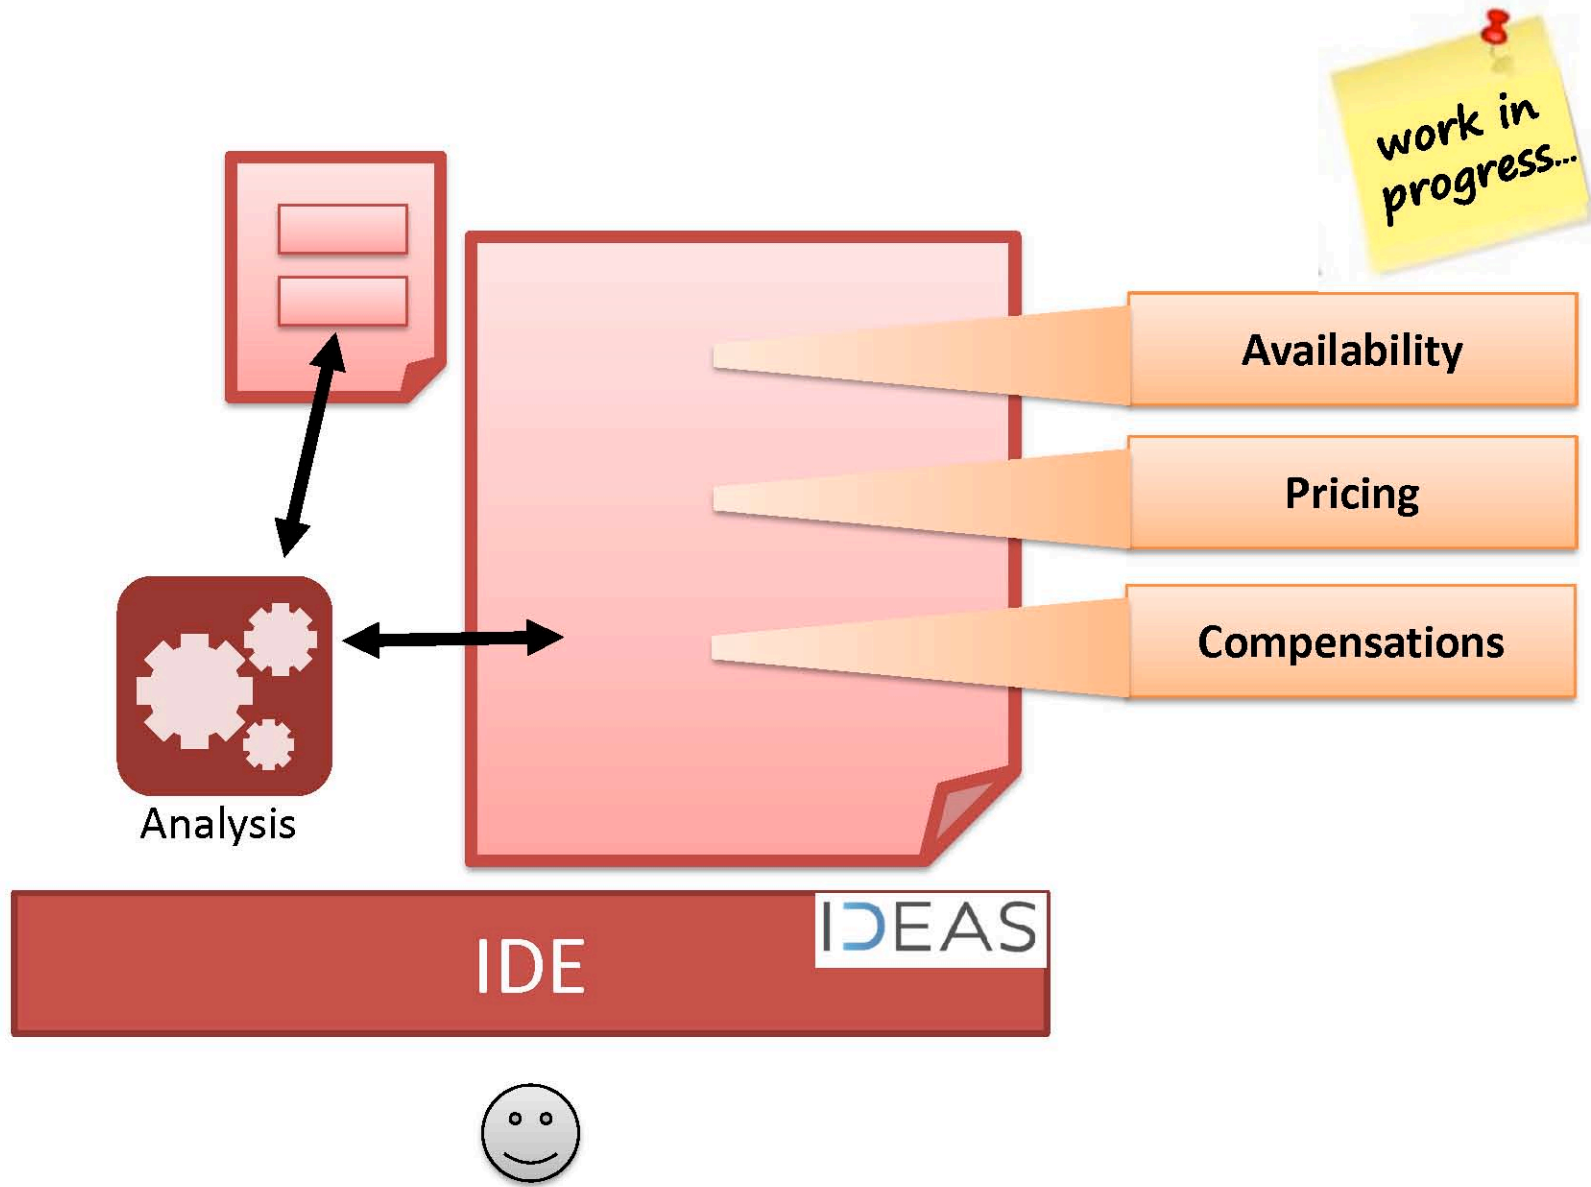 work in
progress...
Availability
Pricing
Compensations
Analysis
IDEAS
IDE